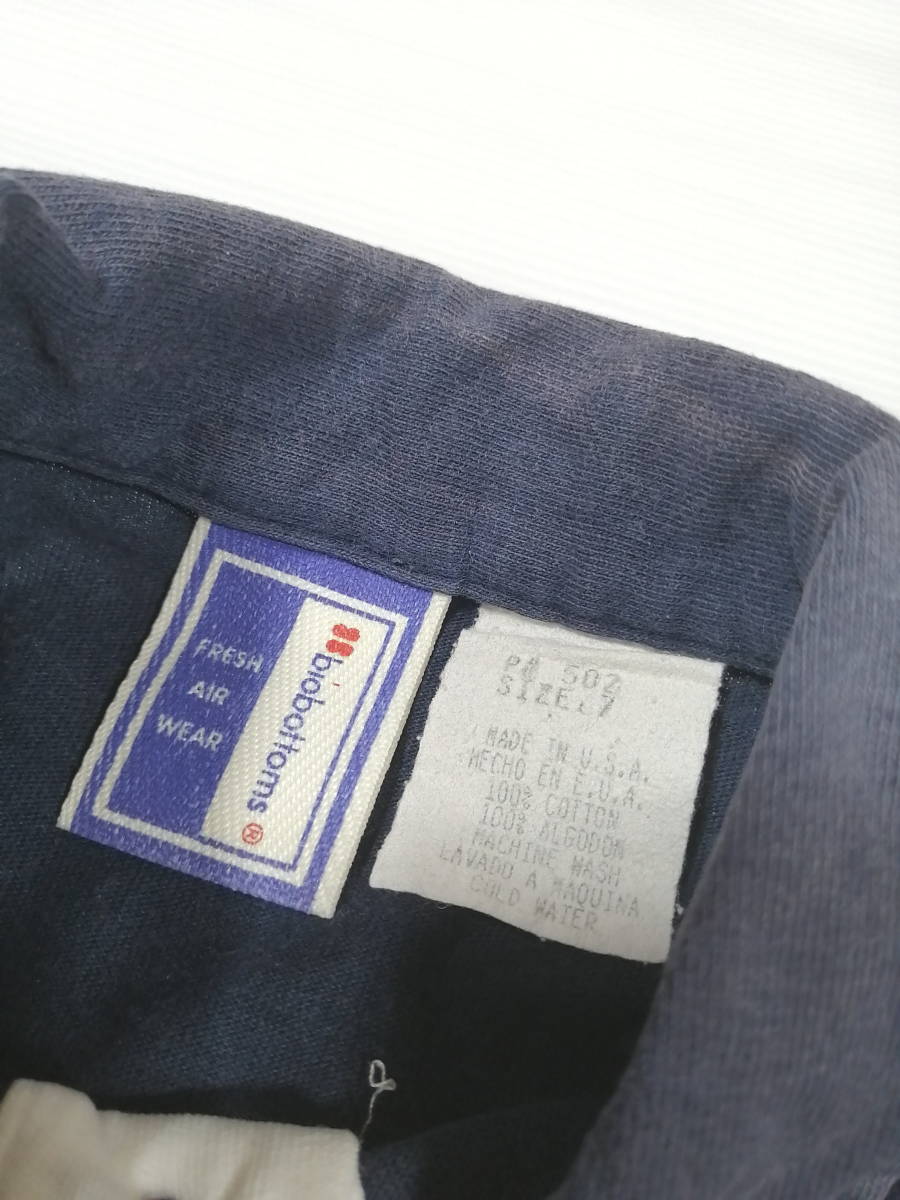 FRESH
AIR
WEAR
biobottoms®
P# 502
SIZE:7
MADE IN U.S.A.
HECHO EN E.U.A.
100% COTTON
100% ALGODON
MACHINE WASH
LAVADO A MAQUINA
COLD WATER